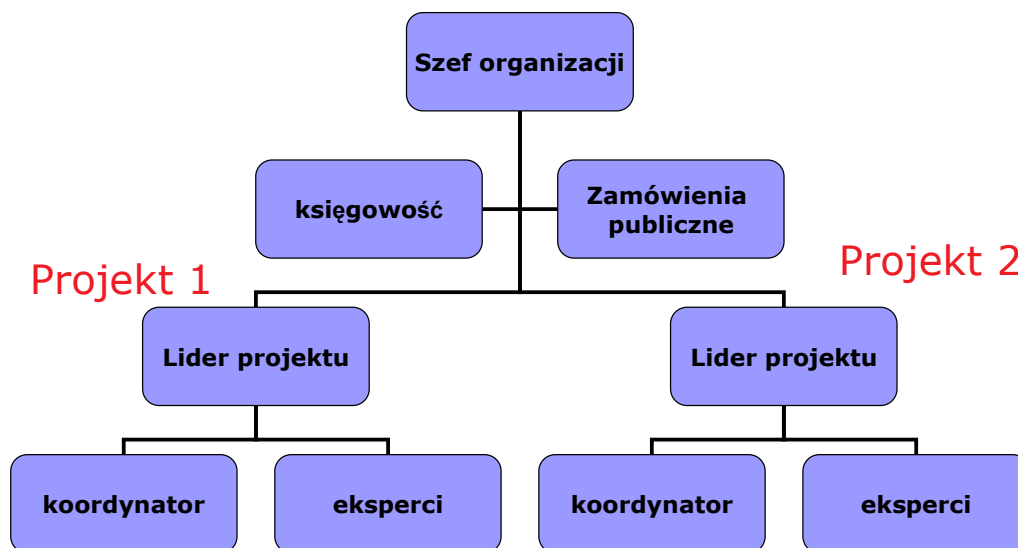 Szef organizacji
księgowość
Zamówienia
publiczne
Projekt 1
Projekt 2
Lider projektu
Lider projektu
koordynator
eksperci
koordynator
eksperci